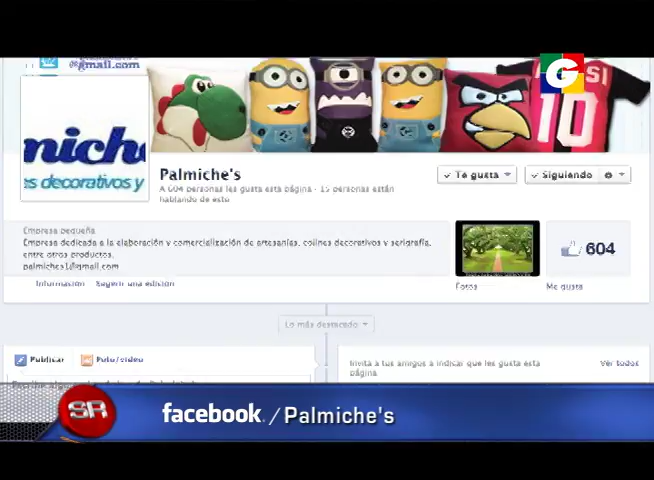 @gmail.com
G
SI
10
nich
s decorativos y
Palmiche's
A 604 personas les gusta esta página · 15 personas están
hablando de esto
Te gusta
Siguiendo
Empresa pequeña
Empresa dedicada a la elaboración y comercialización de artesanías, cojines decorativos y serigrafía,
entre otros productos.
palmiches1@gmail.com
604
Información
Sugerir una edición
Fotos
Me gusta
Lo más destacado
Publicar
Foto/vídeo
Invita a tus amigos a indicar que les gusta esta
página
Ver todos
SR
facebook. / Palmiche's